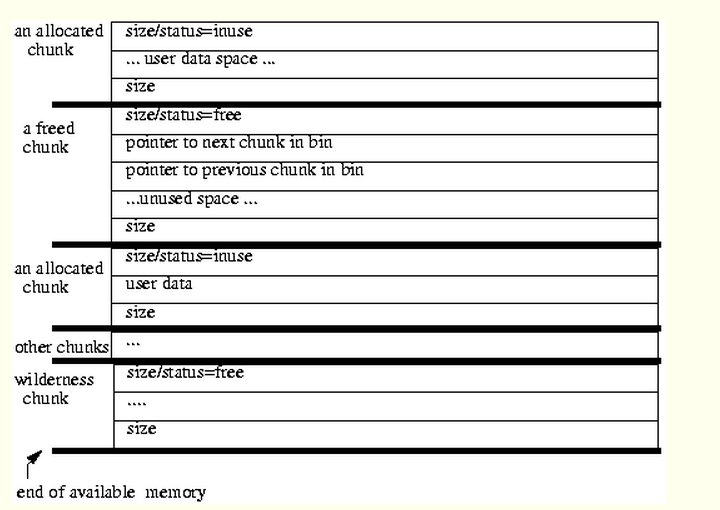 an allocated
chunk
size/status=inuse
... user data space ...
size
a freed
chunk
size/status=free
pointer to next chunk in bin
pointer to previous chunk in bin
...unused space ...
size
an allocated
chunk
size/status=inuse
user data
size
other chunks
...
wilderness
chunk
size/status=free
....
size
end of available memory